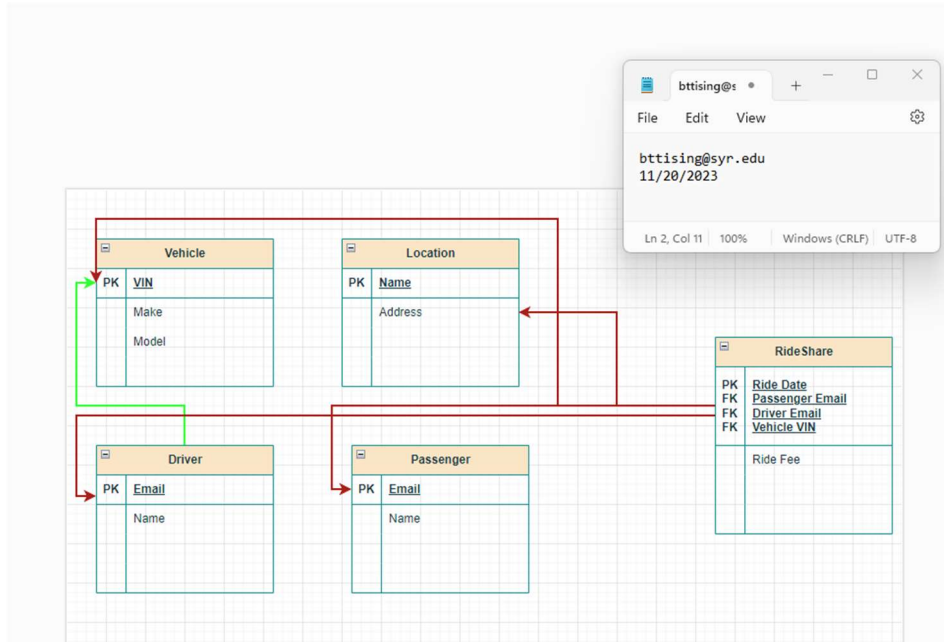 bttising@s
File Edit View
bttising@syr.edu
11/20/2023
Ln 2, Col 11 100% Windows (CRLF) UTF-8
Vehicle
PK VIN
Make
Model
Location
PK Name
Address
RideShare
PK Ride Date
FK Passenger Email
FK Driver Email
FK Vehicle VIN
Ride Fee
Driver
PK Email
Name
Passenger
PK Email
Name